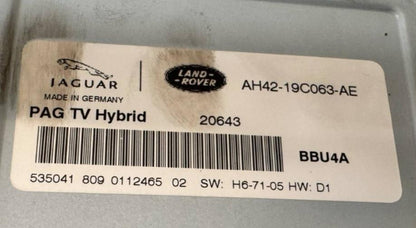 JAGUAR
LAND-
ROVER
AH42-19C063-AE
MADE IN GERMANY
PAG TV Hybrid 20643
BBU4A
535041 809 0112465 02 SW: H6-71-05 HW: D1